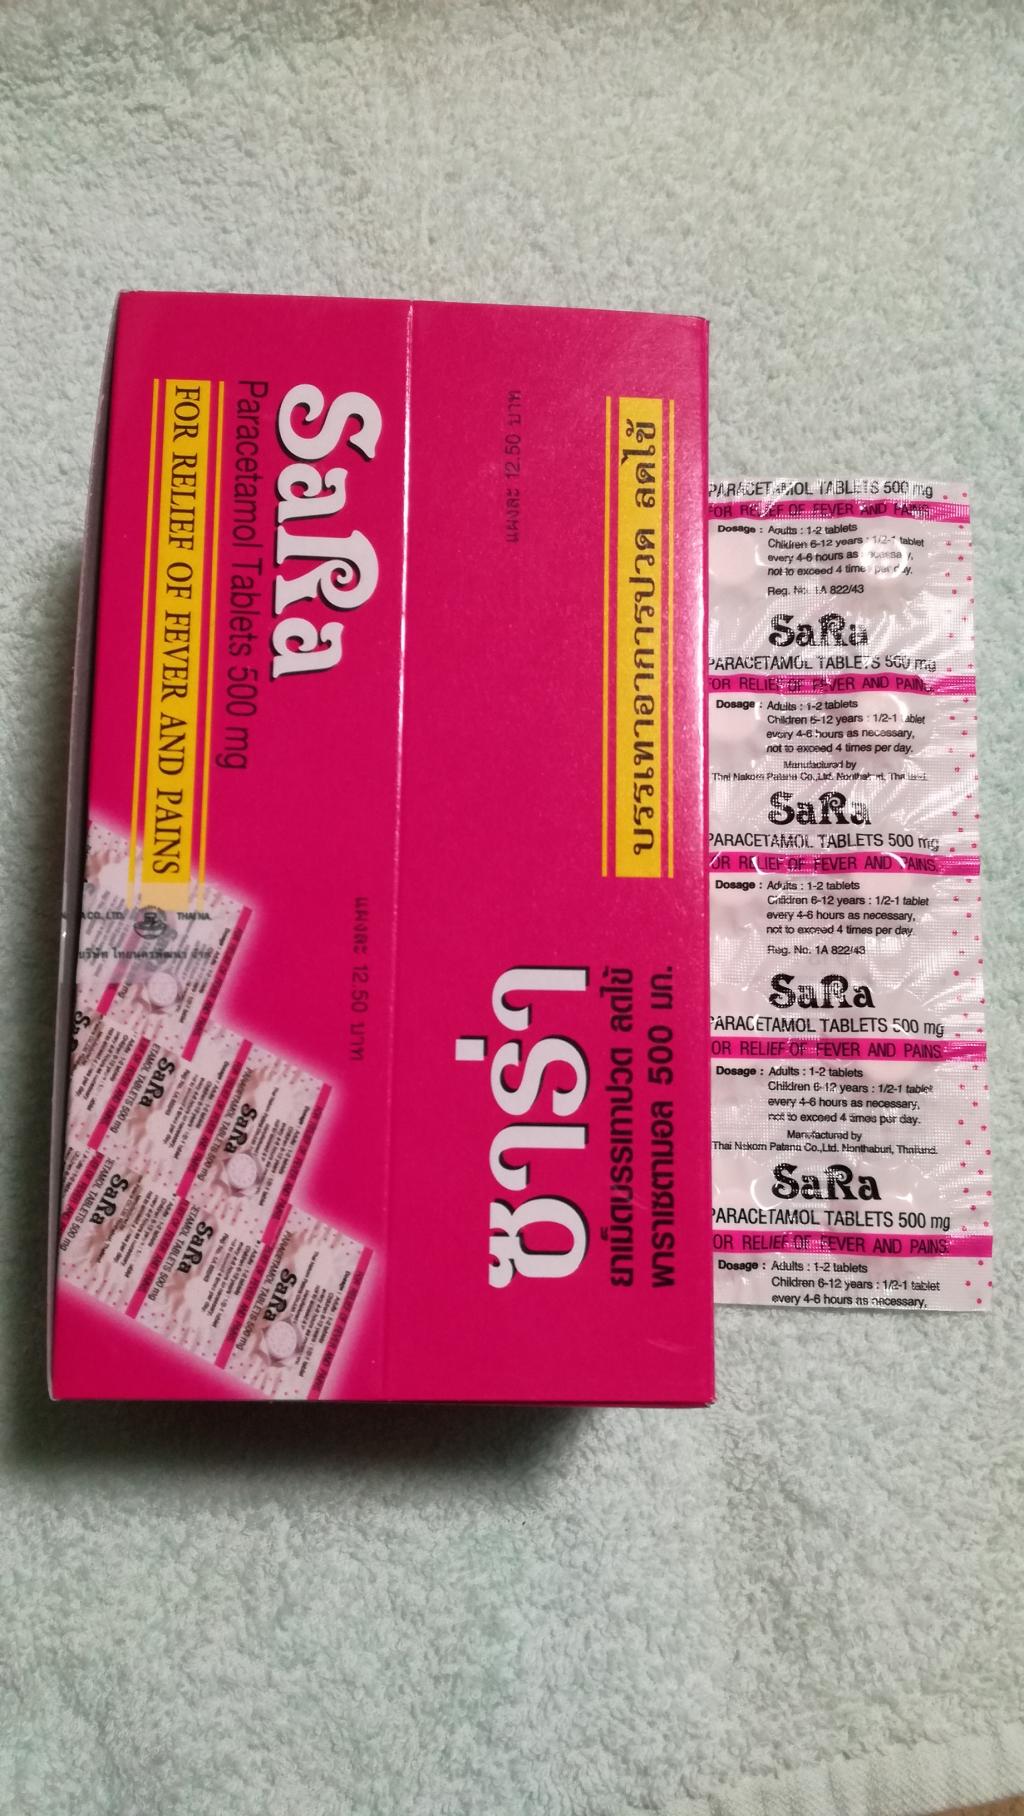 SaRa
Paracetamol Tablets 500 mg
FOR RELIEF OF FEVER AND PAINS
แผงละ 12.50 บาท
THAI NA.
แผงละ 12.50 บาท
บรรเทาอาการปวด ลดไข้
ซาร่า
ยาเม็ดบรรเทาปวด ลดไข้
พาราเซตามอล 500 มก.
PARACETAMOL TABLETS 500 mg
FOR RELIEF OF FEVER AND PAINS
Dosage : Adults : 1-2 tablets
Children 6-12 years : 1/2-1 tablet
every 4-6 hours as necessary,
not to exceed 4 times per day.
Reg. No. 1A 822/43
SaRa
PARACETAMOL TABLETS 500 mg
FOR RELIEF OF FEVER AND PAINS
Dosage : Adults : 1-2 tablets
Children 6-12 years : 1/2-1 tablet
every 4-6 hours as necessary,
not to exceed 4 times per day.
Manufactured by
Thai Nakorn Patana Co.,Ltd. Nonthaburi, Thailand.
SaRa
PARACETAMOL TABLETS 500 mg
OR RELIEF OF FEVER AND PAINS.
Dosage : Adults : 1-2 tablets
Children 6-12 years : 1/2-1 tablet
every 4-6 hours as necessary,
not to exceed 4 times per day.
Reg. No. 1A 822/43
SaRa
PARACETAMOL TABLETS 500 mg
OR RELIEF OF FEVER AND PAINS.
Dosage : Adults : 1-2 tablets
Children 6-12 years : 1/2-1 tablet
every 4-6 hours as necessary,
not to exceed 4 times per day.
Manufactured by
Thai Nakorn Patana Co.,Ltd. Nonthaburi, Thailand.
SaRa
PARACETAMOL TABLETS 500 mg
OR RELIEF OF FEVER AND PAINS.
Dosage : Adults : 1-2 tablets
Children 6-12 years : 1/2-1 tablet
every 4-6 hours as necessary,